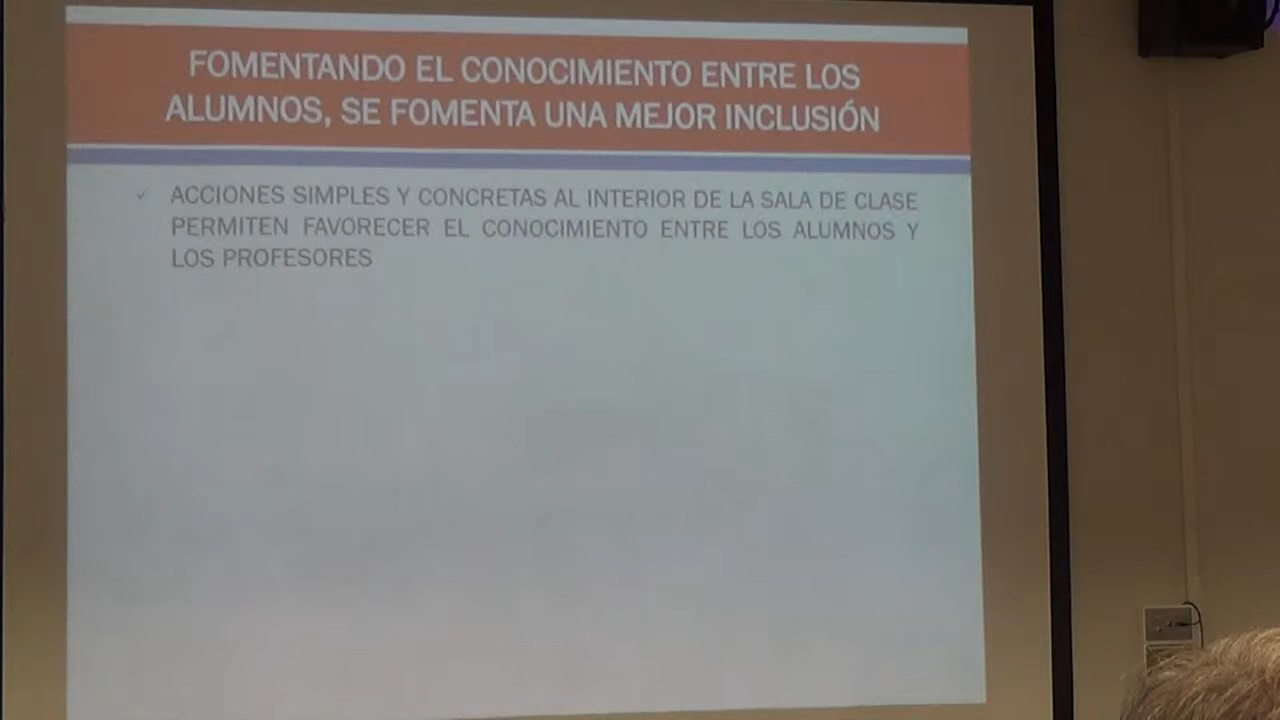 FOMENTANDO EL CONOCIMIENTO ENTRE LOS
ALUMNOS, SE FOMENTA UNA MEJOR INCLUSIÓN
✓ ACCIONES SIMPLES Y CONCRETAS AL INTERIOR DE LA SALA DE CLASE
PERMITEN FAVORECER EL CONOCIMIENTO ENTRE LOS ALUMNOS Y
LOS PROFESORES